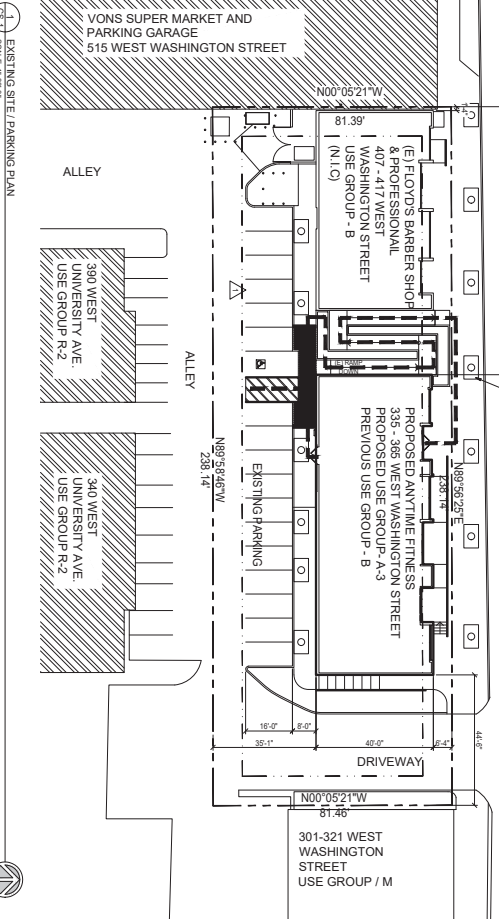 VONS SUPER MARKET AND
PARKING GARAGE
515 WEST WASHINGTON STREET
N00°05'21"W
81.39'
ALLEY
(E) FLOYD'S BARBER SHOP
& PROFESSIONAIL
407 - 417 WEST
WASHINGTON STREET
USE GROUP - B
(N.I.C)
390 WEST
UNIVERSITY AVE.
USE GROUP R-2
1
ALLEY
(E) RAMP
DOWN
PROPOSED ANYTIME FITNESS
335 - 365 WEST WASHINGTON STREET
PROPOSED USE GROUP- A-3
PREVIOUS USE GROUP - B
N89°56'25"E
238.14'
N89°58'46"W
238.14'
EXISTING PARKING
340 WEST
UNIVERSITY AVE.
USE GROUP R-2
16'-0"
8'-0"
35'-1"
40'-0"
6'-4"
44'-6"
DRIVEWAY
N00°05'21"W
81.46'
301-321 WEST
WASHINGTON
STREET
USE GROUP / M
1
EXISTING SITE / PARKING PLAN